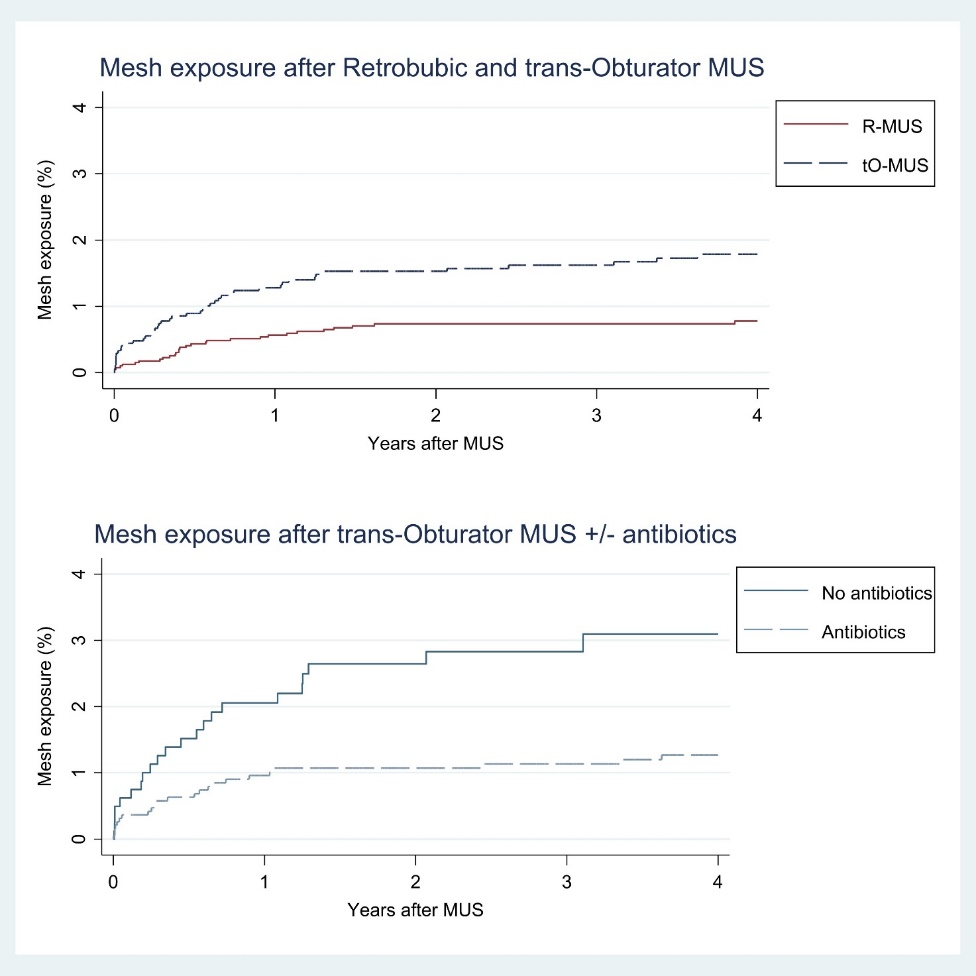 Mesh exposure after Retrobubic and trans-Obturator MUS
4
3
2
1
0
Mesh exposure (%)
0 1 2 3 4
Years after MUS
R-MUS
tO-MUS
Mesh exposure after trans-Obturator MUS +/- antibiotics
4
3
2
1
0
Mesh exposure (%)
0 1 2 3 4
Years after MUS
No antibiotics
Antibiotics